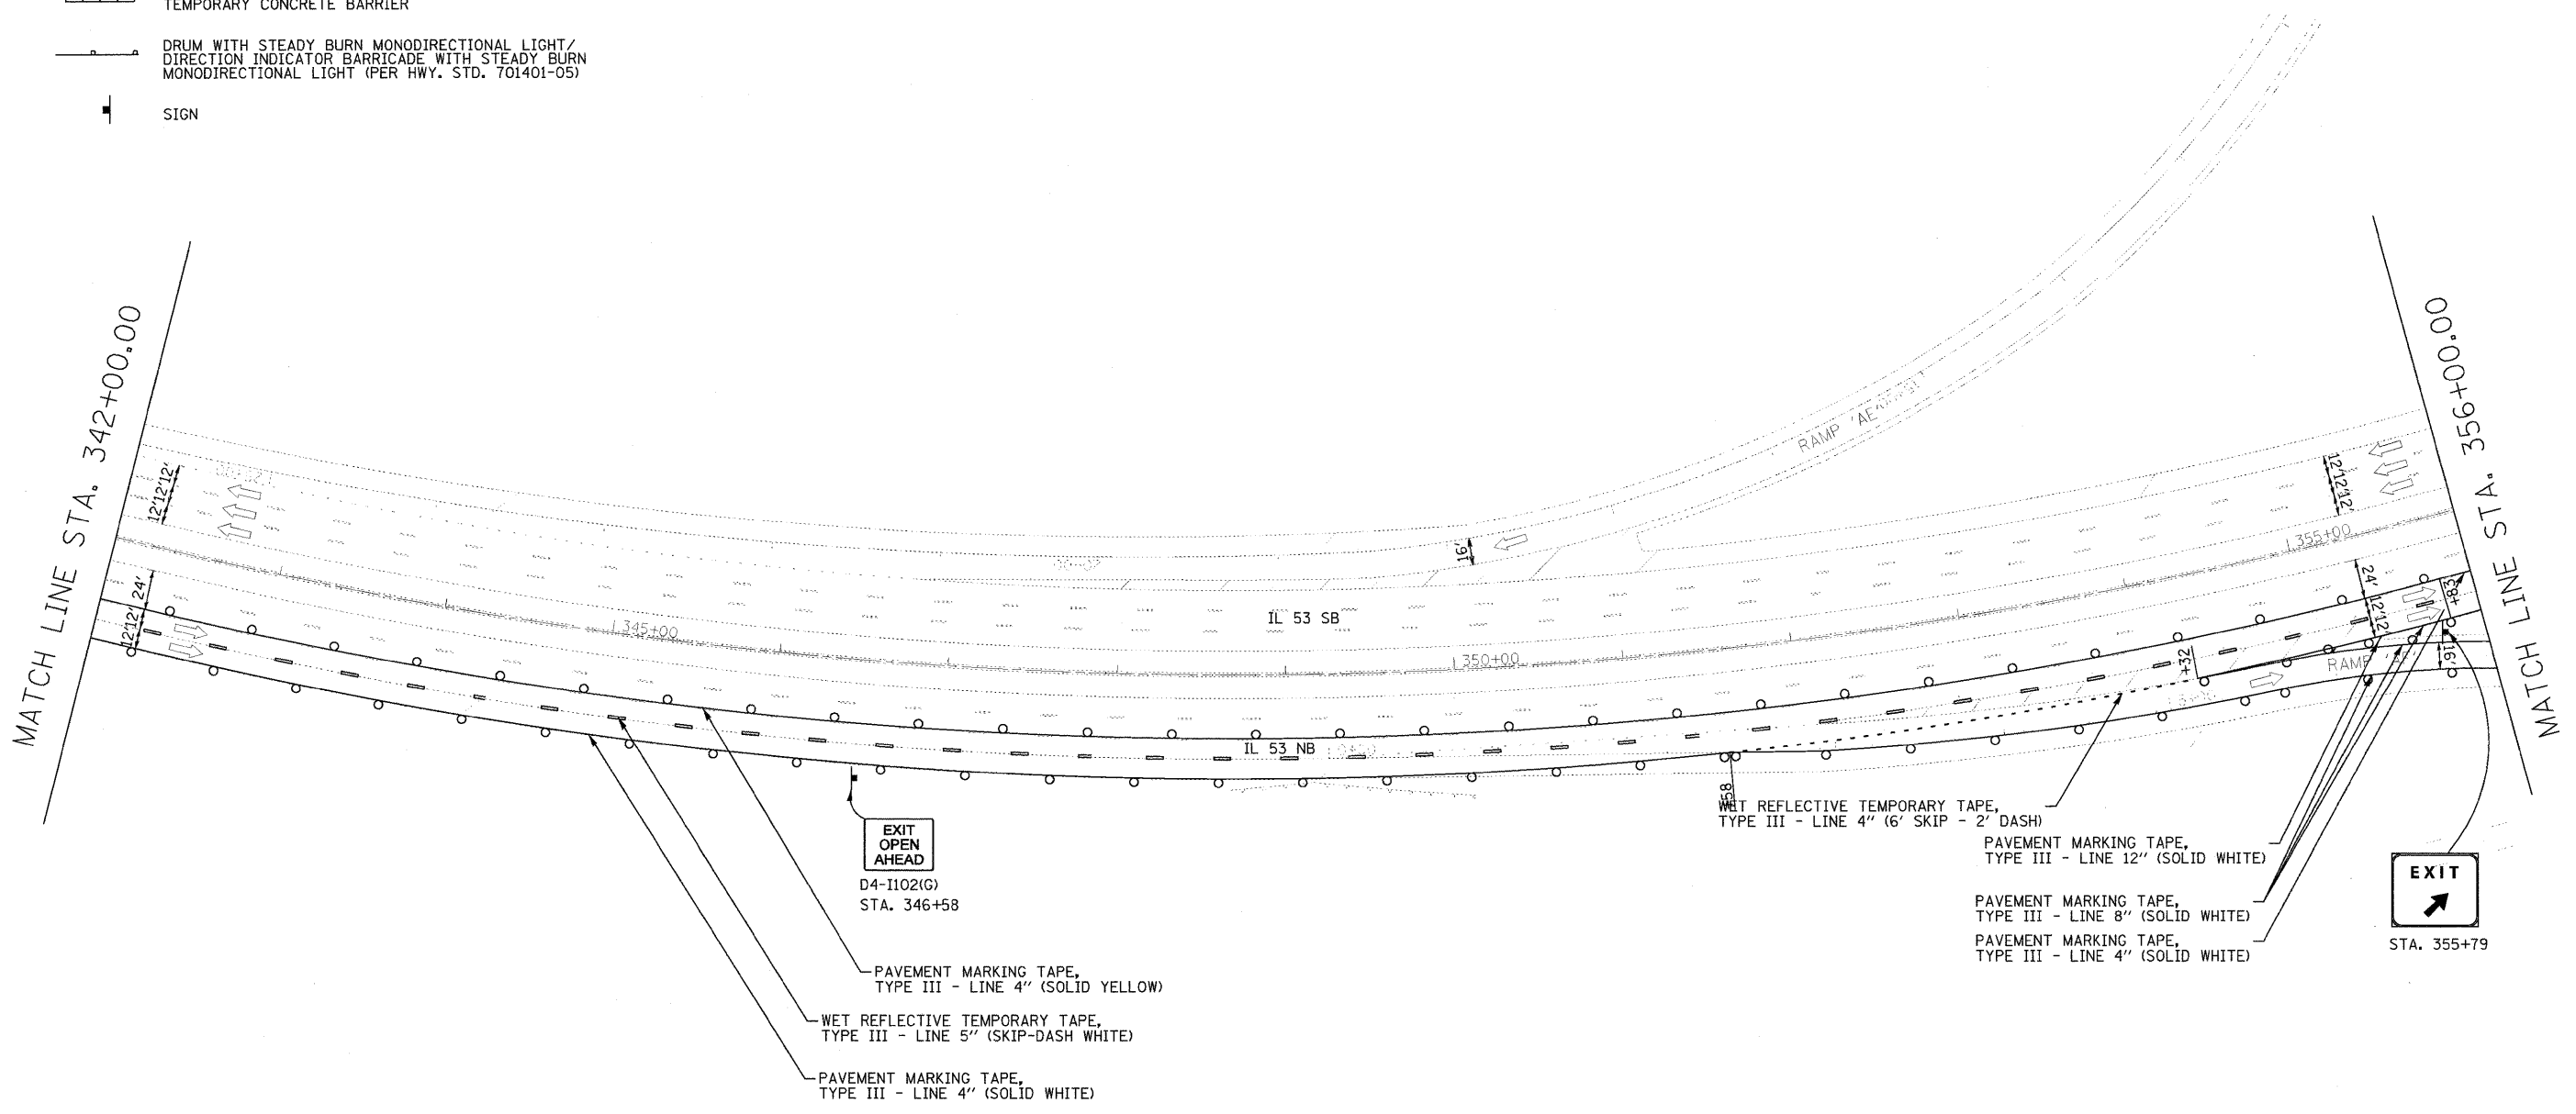 TEMPORARY CONCRETE BARRIER
DRUM WITH STEADY BURN MONODIRECTIONAL LIGHT/
DIRECTION INDICATOR BARRICADE WITH STEADY BURN
MONODIRECTIONAL LIGHT (PER HWY. STD. 701401-05)
SIGN
MATCH LINE STA. 342+00.00
MATCH LINE STA. 356+00.00
RAMP 'AE'
12'12'12'
12'12'12'
16'
355+00
IL 53 SB
345+00
350+00
24'
12'12'
24'
12'12'
+83
16'
+32
RAMP
IL 53 NB
+58
WET REFLECTIVE TEMPORARY TAPE,
TYPE III - LINE 4" (6' SKIP - 2' DASH)
PAVEMENT MARKING TAPE,
TYPE III - LINE 12" (SOLID WHITE)
PAVEMENT MARKING TAPE,
TYPE III - LINE 8" (SOLID WHITE)
PAVEMENT MARKING TAPE,
TYPE III - LINE 4" (SOLID WHITE)
EXIT
STA. 355+79
EXIT
OPEN
AHEAD
D4-I102(G)
STA. 346+58
PAVEMENT MARKING TAPE,
TYPE III - LINE 4" (SOLID YELLOW)
WET REFLECTIVE TEMPORARY TAPE,
TYPE III - LINE 5" (SKIP-DASH WHITE)
PAVEMENT MARKING TAPE,
TYPE III - LINE 4" (SOLID WHITE)